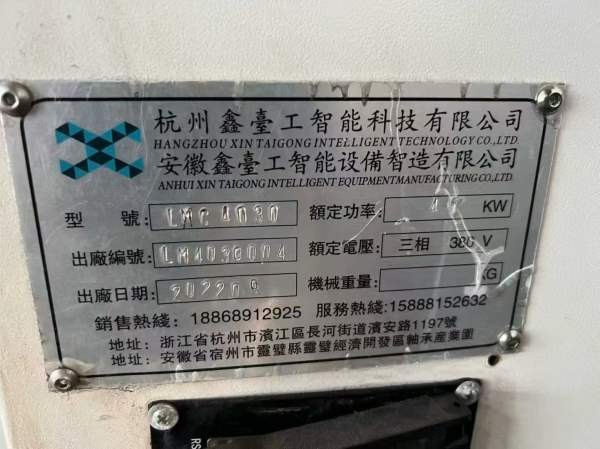 杭州鑫臺工智能科技有限公司
HANGZHOU XIN TAIGONG INTELLIGENT TECHNOLOGY CO.,LTD.
安徽鑫臺工智能設備智造有限公司
ANHUI XIN TAIGONG INTELLIGENT EQUIPMENT MANUFACTURING CO.,LTD.
型 號: LMC4030 額定功率: KW
出廠編號: LM4030004 額定電壓: 三相 380 V
出廠日期: 機械重量: KG
銷售熱綫: 18868912925 服務熱綫:15888152632
地址: 浙江省杭州市濱江區長河街道濱安路1197號
地址: 安徽省宿州市靈璧縣靈璧經濟開發區軸承產業園
RS